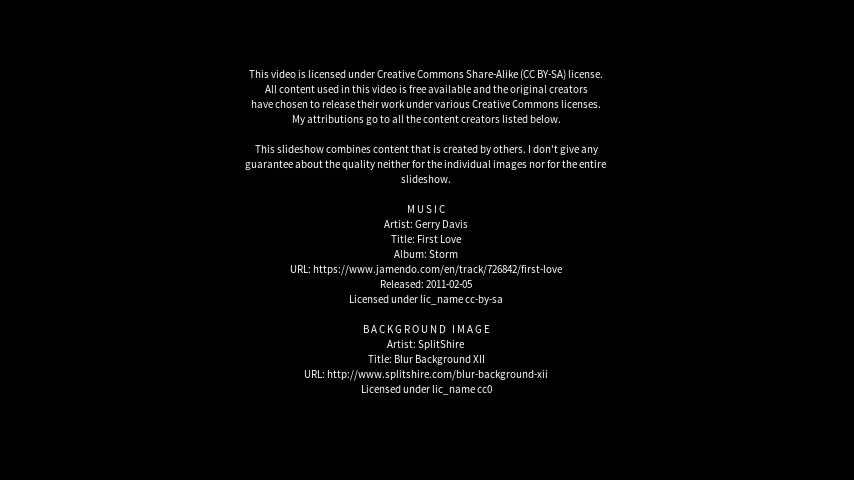 This video is licensed under Creative Commons Share-Alike (CC BY-SA) license.
All content used in this video is free available and the original creators
have chosen to release their work under various Creative Commons licenses.
My attributions go to all the content creators listed below.
This slideshow combines content that is created by others. I don't give any
guarantee about the quality neither for the individual images nor for the entire
slideshow.
MUSIC
Artist: Gerry Davis
Title: First Love
Album: Storm
URL: https://www.jamendo.com/en/track/726842/first-love
Released: 2011-02-05
Licensed under lic_name cc-by-sa
BACKGROUND IMAGE
Artist: SplitShire
Title: Blur Background XII
URL: http://www.splitshire.com/blur-background-xii
Licensed under lic_name cc0